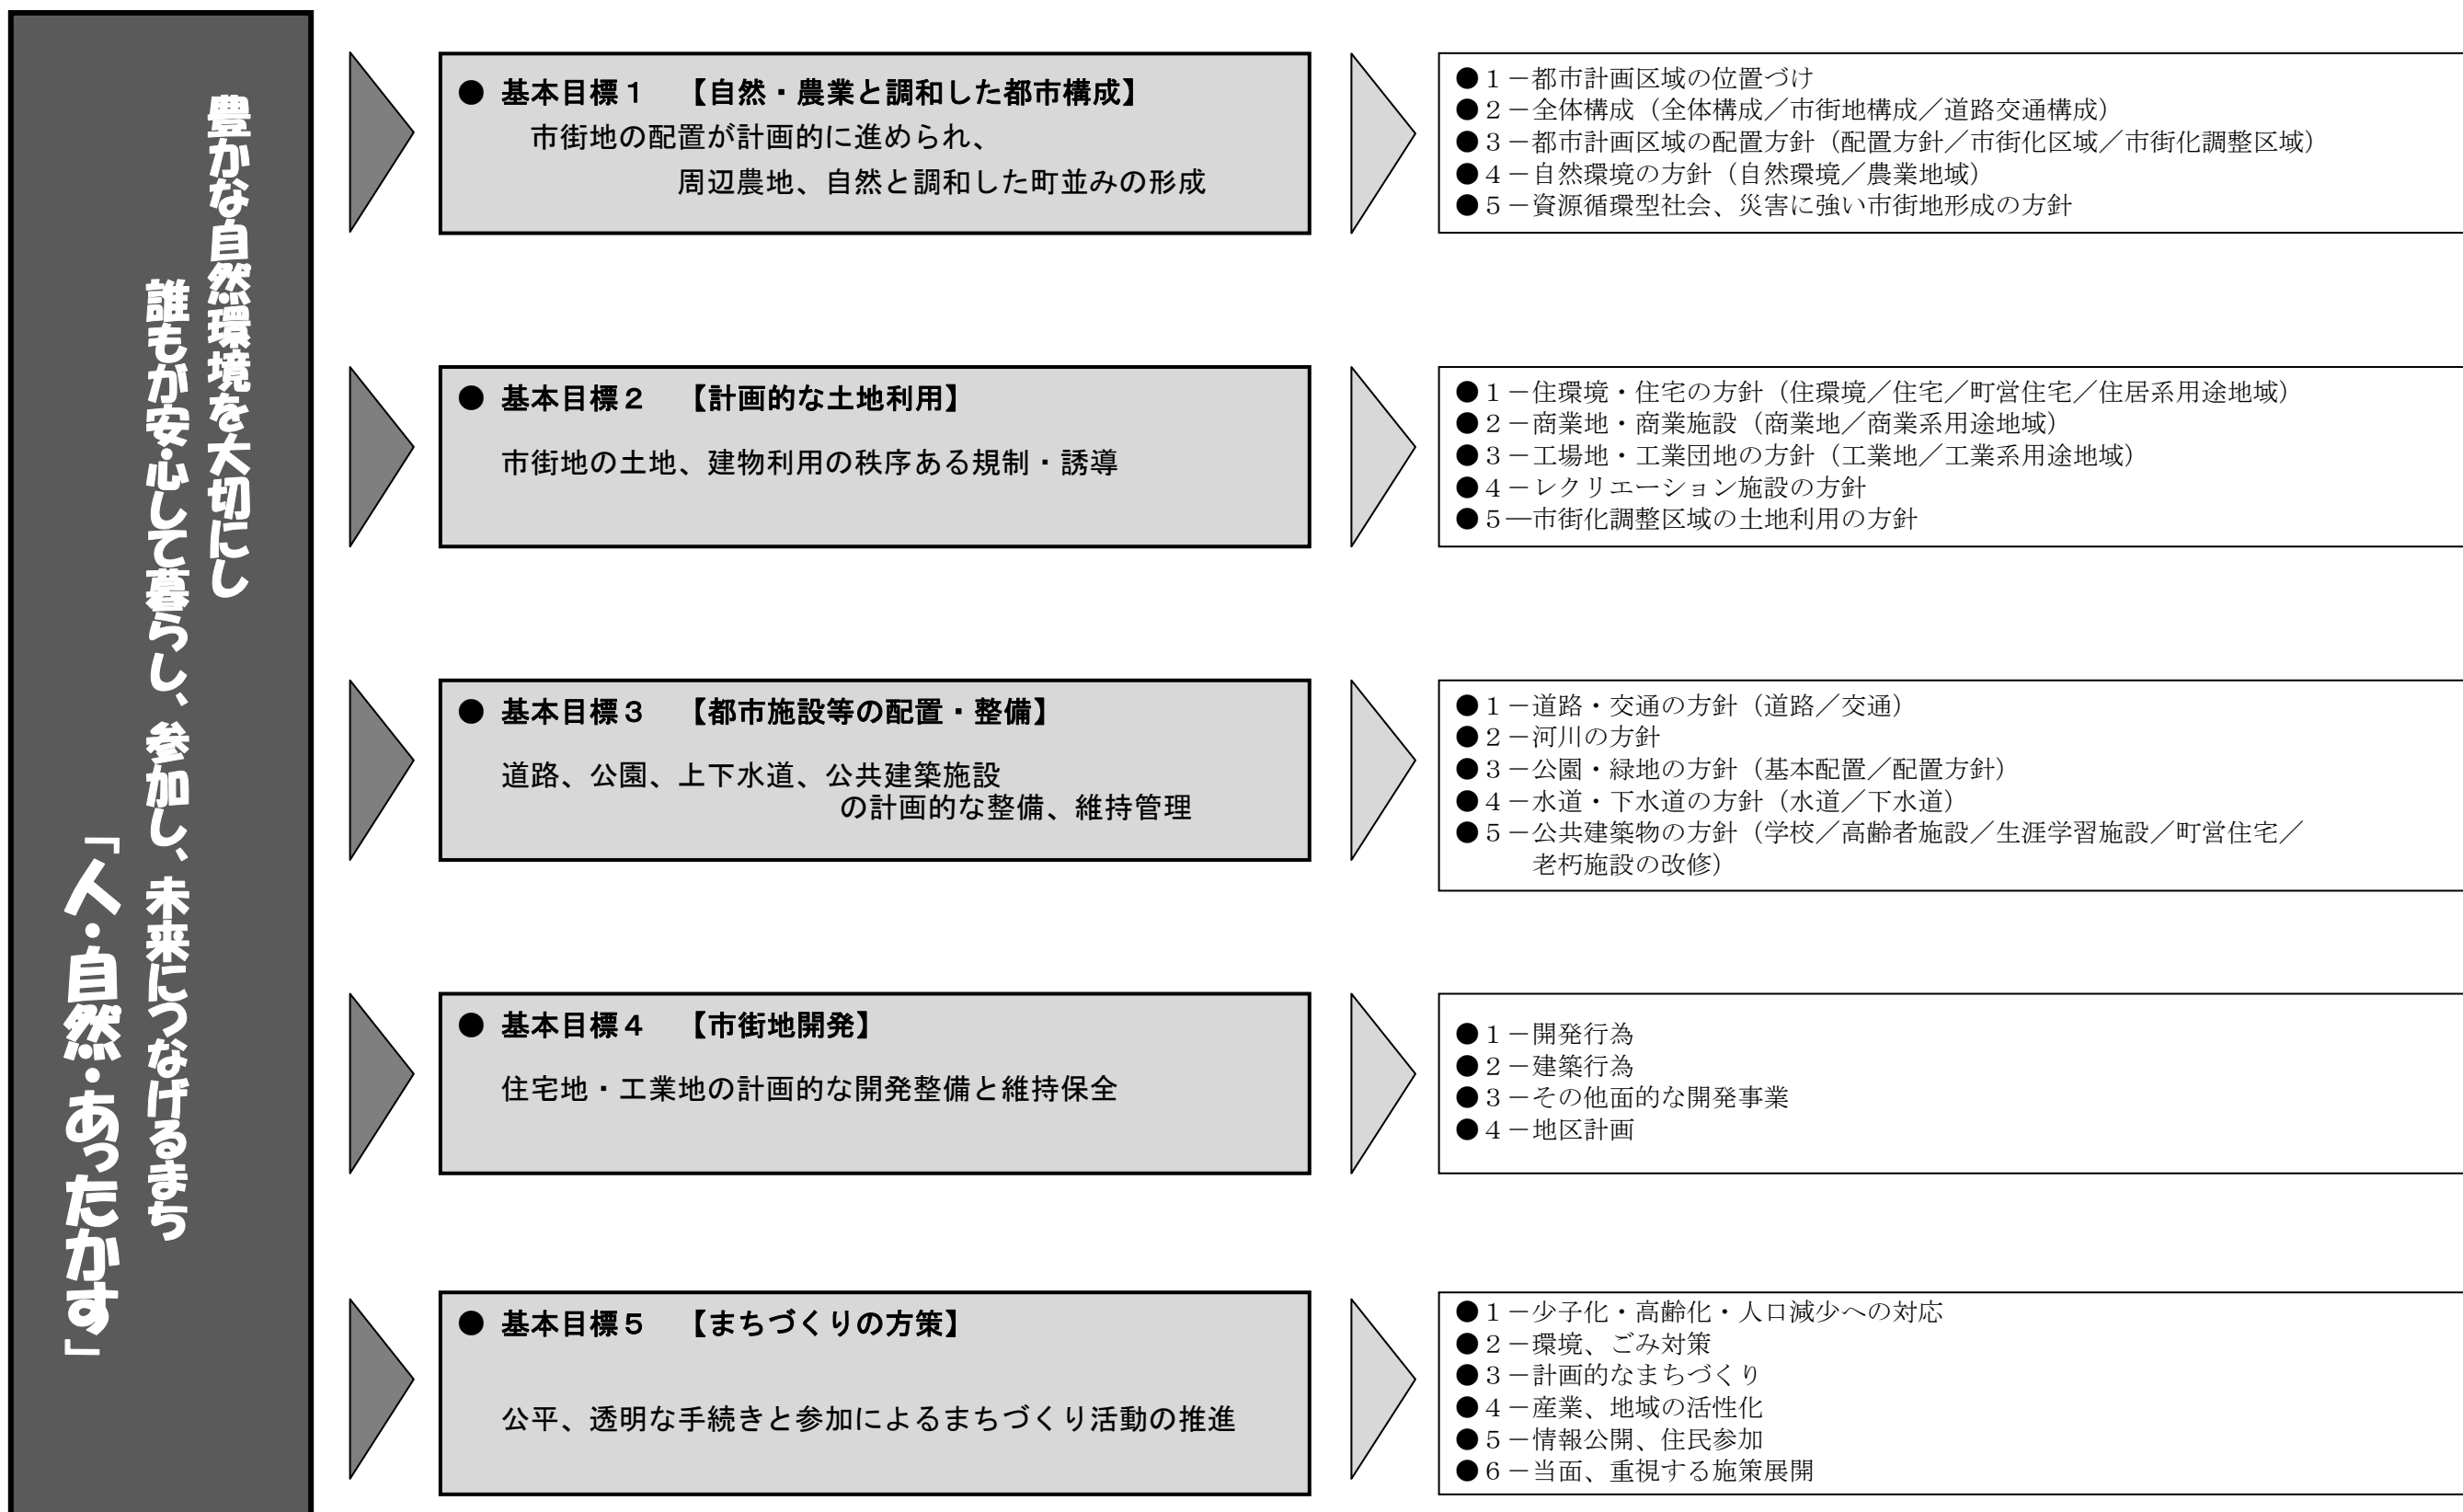 豊かな自然環境を大切にし
誰もが安心して暮らし、参加し、未来につなげるまち
「人・自然・あったかす」
● 基本目標１　【自然・農業と調和した都市構成】
市街地の配置が計画的に進められ、
周辺農地、自然と調和した町並みの形成
●１－都市計画区域の位置づけ
●２－全体構成（全体構成／市街地構成／道路交通構成）
●３－都市計画区域の配置方針（配置方針／市街化区域／市街化調整区域）
●４－自然環境の方針（自然環境／農業地域）
●５－資源循環型社会、災害に強い市街地形成の方針
● 基本目標２　【計画的な土地利用】
市街地の土地、建物利用の秩序ある規制・誘導
●１－住環境・住宅の方針（住環境／住宅／町営住宅／住居系用途地域）
●２－商業地・商業施設（商業地／商業系用途地域）
●３－工場地・工業団地の方針（工業地／工業系用途地域）
●４－レクリエーション施設の方針
●５―市街化調整区域の土地利用の方針
● 基本目標３　【都市施設等の配置・整備】
道路、公園、上下水道、公共建築施設
の計画的な整備、維持管理
●１－道路・交通の方針（道路／交通）
●２－河川の方針
●３－公園・緑地の方針（基本配置／配置方針）
●４－水道・下水道の方針（水道／下水道）
●５－公共建築物の方針（学校／高齢者施設／生涯学習施設／町営住宅／
老朽施設の改修）
● 基本目標４　【市街地開発】
住宅地・工業地の計画的な開発整備と維持保全
●１－開発行為
●２－建築行為
●３－その他面的な開発事業
●４－地区計画
● 基本目標５　【まちづくりの方策】
公平、透明な手続きと参加によるまちづくり活動の推進
●１－少子化・高齢化・人口減少への対応
●２－環境、ごみ対策
●３－計画的なまちづくり
●４－産業、地域の活性化
●５－情報公開、住民参加
●６－当面、重視する施策展開